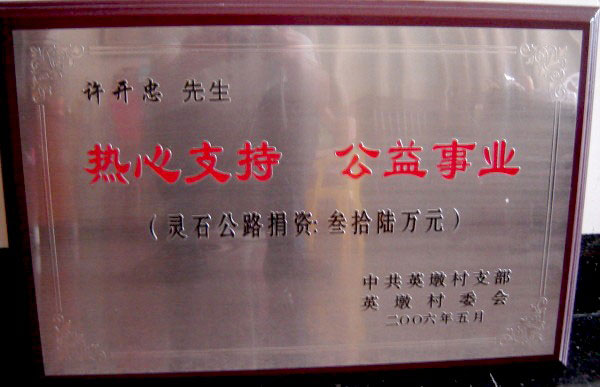 许开忠 先生
热心支持 公益事业
（灵石公路捐资:叁拾陆万元）
中共英墩村支部
英墩村委会
二〇〇六年五月